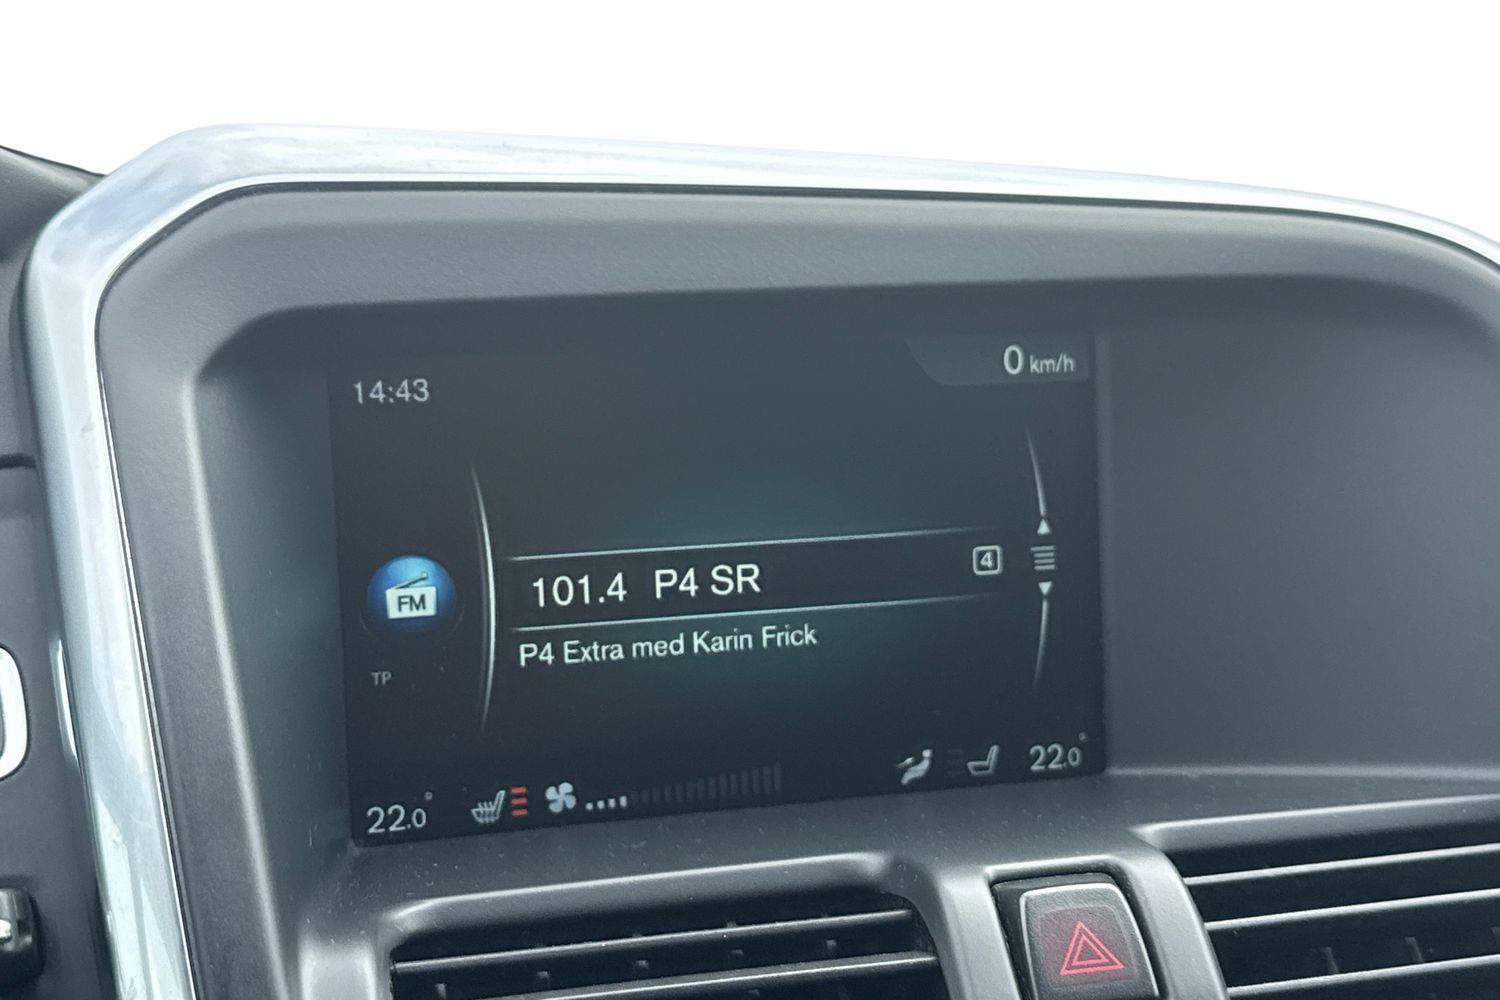 0 km/h
14:43
101.4 P4 SR 4
FM
P4 Extra med Karin Frick
TP
22.0° 22.0°